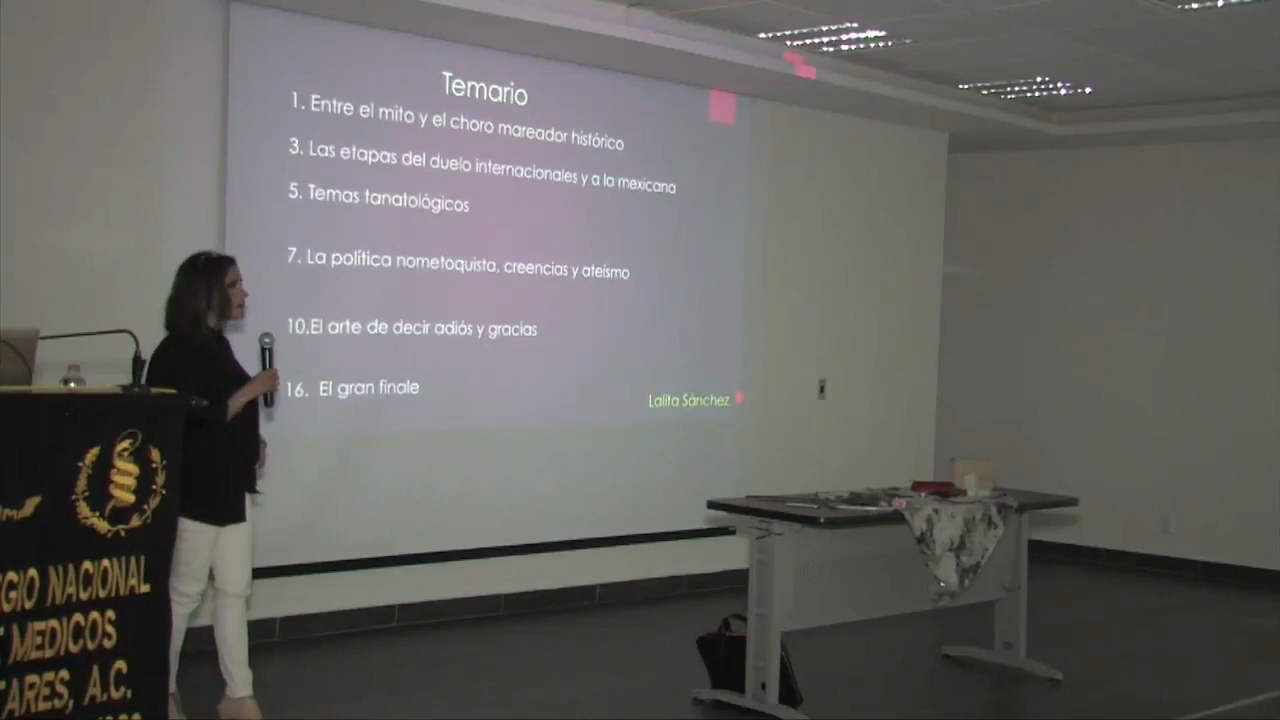 Temario
1. Entre el mito y el choro mareador histórico
3. Las etapas del duelo internacionales y a la mexicana
5. Temas tanatológicos
7. La política nometoquista, creencias y ateísmo
10.El arte de decir adiós y gracias
16. El gran finale
Lalita Sánchez
GIO NACIONAL
MEDICOS
TARES, A.C.